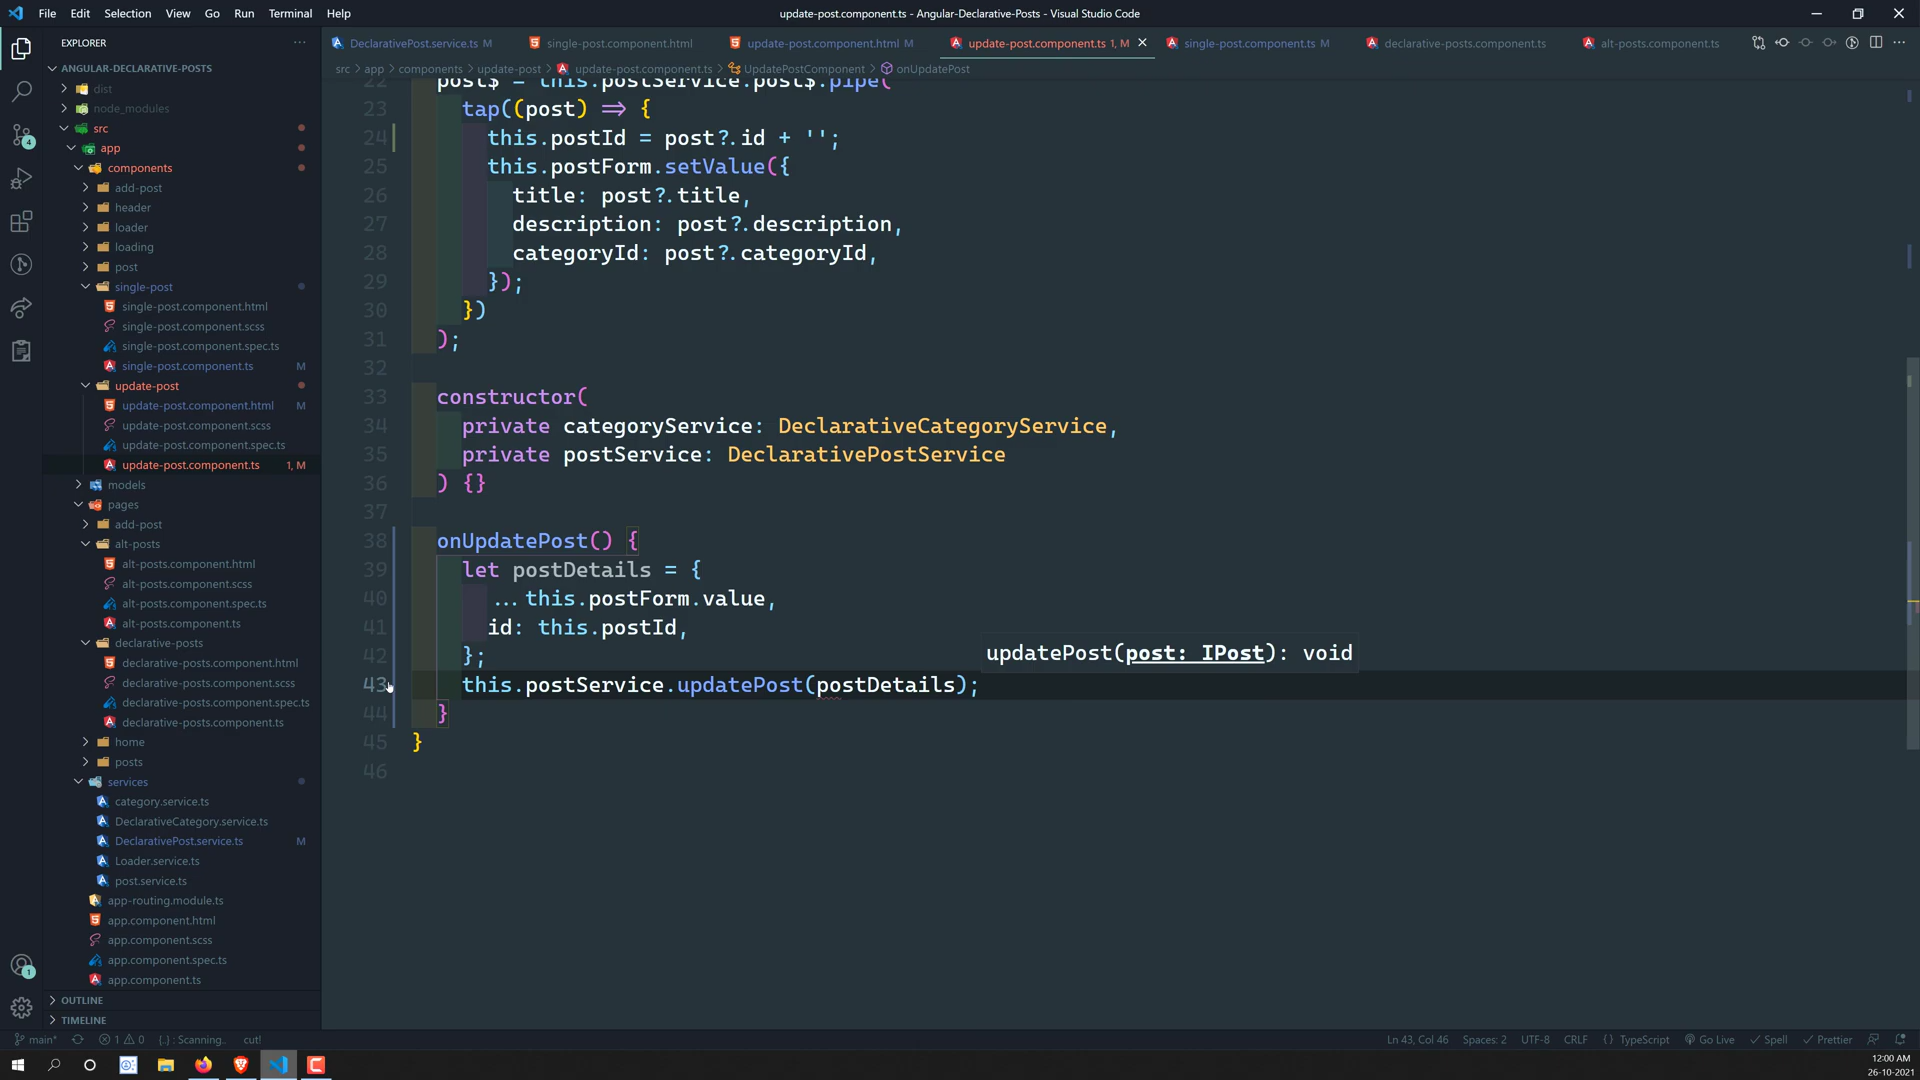 File Edit Selection View Go Run Terminal Help
update-post.component.ts - Angular-Declarative-Posts - Visual Studio Code
EXPLORER
DeclarativePost.service.ts M
single-post.component.html
update-post.component.html M
update-post.component.ts 1, M
single-post.component.ts M
declarative-posts.component.ts
alt-posts.component.ts
src > app > components > update-post > update-post.component.ts > UpdatePostComponent > onUpdatePost
ANGULAR-DECLARATIVE-POSTS
dist
node_modules
src
app
components
add-post
header
loader
loading
post
single-post
single-post.component.html
single-post.component.scss
single-post.component.spec.ts
single-post.component.ts M
update-post
update-post.component.html M
update-post.component.scss
update-post.component.spec.ts
update-post.component.ts 1, M
models
pages
add-post
alt-posts
alt-posts.component.html
alt-posts.component.scss
alt-posts.component.spec.ts
alt-posts.component.ts
declarative-posts
declarative-posts.component.html
declarative-posts.component.scss
declarative-posts.component.spec.ts
declarative-posts.component.ts
home
posts
services
category.service.ts
DeclarativeCategory.service.ts
DeclarativePost.service.ts M
Loader.service.ts
post.service.ts
app-routing.module.ts
app.component.html
app.component.scss
app.component.spec.ts
app.component.ts
OUTLINE
TIMELINE
4
1
22 post$ = this.postService.post$.pipe(
23 tap((post) => {
24 this.postId = post?.id + '';
25 this.postForm.setValue({
26 title: post?.title,
27 description: post?.description,
28 categoryId: post?.categoryId,
29 });
30 })
31 );
32
33 constructor(
34 private categoryService: DeclarativeCategoryService,
35 private postService: DeclarativePostService
36 ) {}
37
38 onUpdatePost() {
39 let postDetails = {
40 ...this.postForm.value,
41 id: this.postId,
42 };
updatePost(post: IPost): void
43 this.postService.updatePost(postDetails);
44 }
45 }
46
main* 1 0 {..} : Scanning.. cut!
Ln 43, Col 46 Spaces: 2 UTF-8 CRLF { } TypeScript Go Live Spell Prettier
12:00 AM
26-10-2021